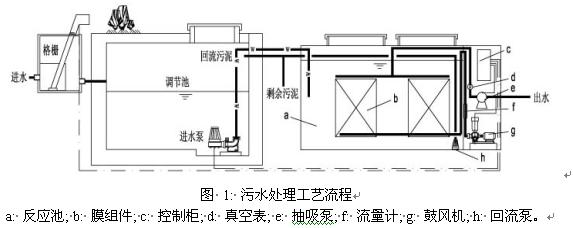 格栅
进水
调节池
进水泵
回流污泥
剩余污泥
a
b
c
d
e
出水
f
g
h
图 1: 污水处理工艺流程
a: 反应池; b: 膜组件; c: 控制柜; d: 真空表; e: 抽吸泵; f: 流量计; g: 鼓风机; h: 回流泵。